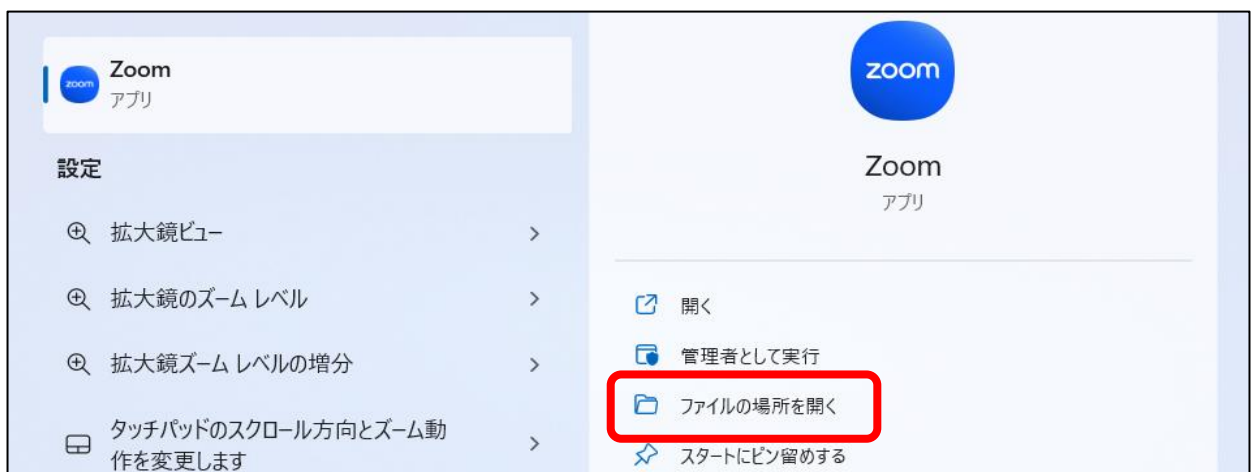 zoom
Zoom
アプリ
設定
拡大鏡ビュー
拡大鏡のズーム レベル
拡大鏡ズーム レベルの増分
タッチパッドのスクロール方向とズーム動
作を変更します
zoom
Zoom
アプリ
開く
管理者として実行
ファイルの場所を開く
スタートにピン留めする